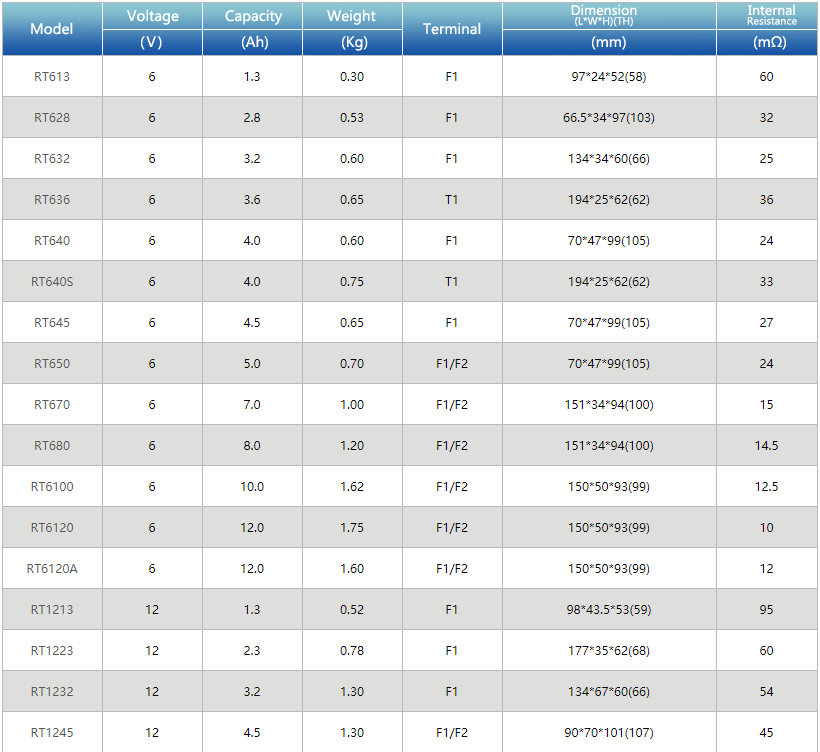 Model Voltage Capacity Weight Terminal Dimension Internal
(L*W*H)(TH) Resistance
(V) (Ah) (Kg) (mm) (mΩ)
RT613 6 1.3 0.30 F1 97*24*52(58) 60
RT628 6 2.8 0.53 F1 66.5*34*97(103) 32
RT632 6 3.2 0.60 F1 134*34*60(66) 25
RT636 6 3.6 0.65 T1 194*25*62(62) 36
RT640 6 4.0 0.60 F1 70*47*99(105) 24
RT640S 6 4.0 0.75 T1 194*25*62(62) 33
RT645 6 4.5 0.65 F1 70*47*99(105) 27
RT650 6 5.0 0.70 F1/F2 70*47*99(105) 24
RT670 6 7.0 1.00 F1/F2 151*34*94(100) 15
RT680 6 8.0 1.20 F1/F2 151*34*94(100) 14.5
RT6100 6 10.0 1.62 F1/F2 150*50*93(99) 12.5
RT6120 6 12.0 1.75 F1/F2 150*50*93(99) 10
RT6120A 6 12.0 1.60 F1/F2 150*50*93(99) 12
RT1213 12 1.3 0.52 F1 98*43.5*53(59) 95
RT1223 12 2.3 0.78 F1 177*35*62(68) 60
RT1232 12 3.2 1.30 F1 134*67*60(66) 54
RT1245 12 4.5 1.30 F1/F2 90*70*101(107) 45